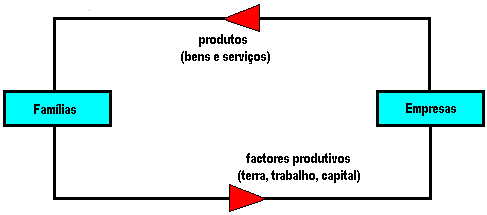 produtos
(bens e serviços)
Famílias
Empresas
factores produtivos
(terra, trabalho, capital)